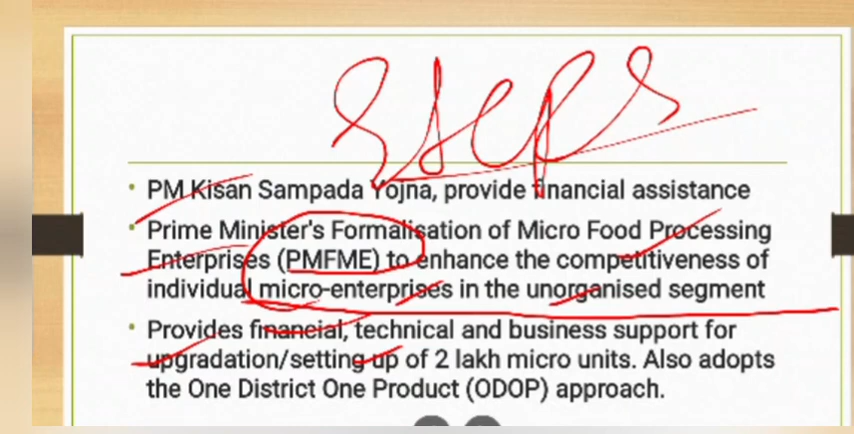 Steps
• PM Kisan Sampada Yojna, provide financial assistance
• Prime Minister's Formalisation of Micro Food Processing
Enterprises (PMFME) to enhance the competitiveness of
individual micro-enterprises in the unorganised segment
• Provides financial, technical and business support for
upgradation/setting up of 2 lakh micro units. Also adopts
the One District One Product (ODOP) approach.